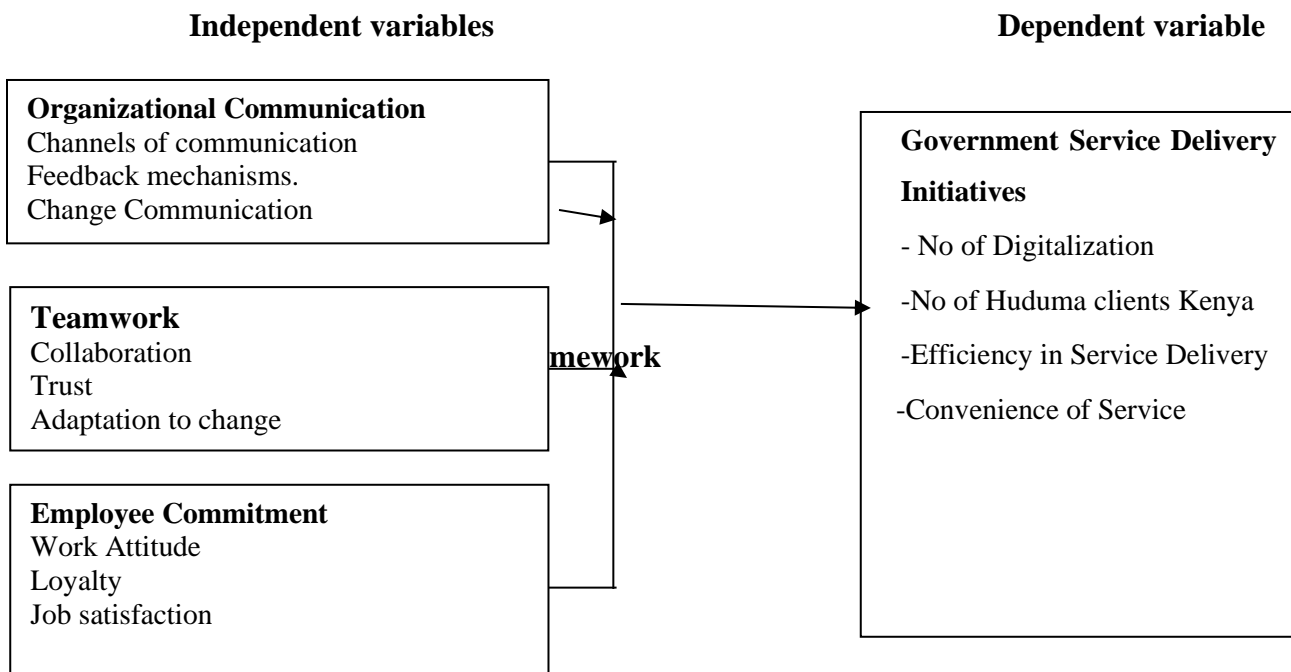 Independent variables
Dependent variable
Organizational Communication
Channels of communication
Feedback mechanisms.
Change Communication
Teamwork
Collaboration
Trust
Adaptation to change
mework
Employee Commitment
Work Attitude
Loyalty
Job satisfaction
Government Service Delivery
Initiatives
- No of Digitalization
-No of Huduma clients Kenya
-Efficiency in Service Delivery
-Convenience of Service